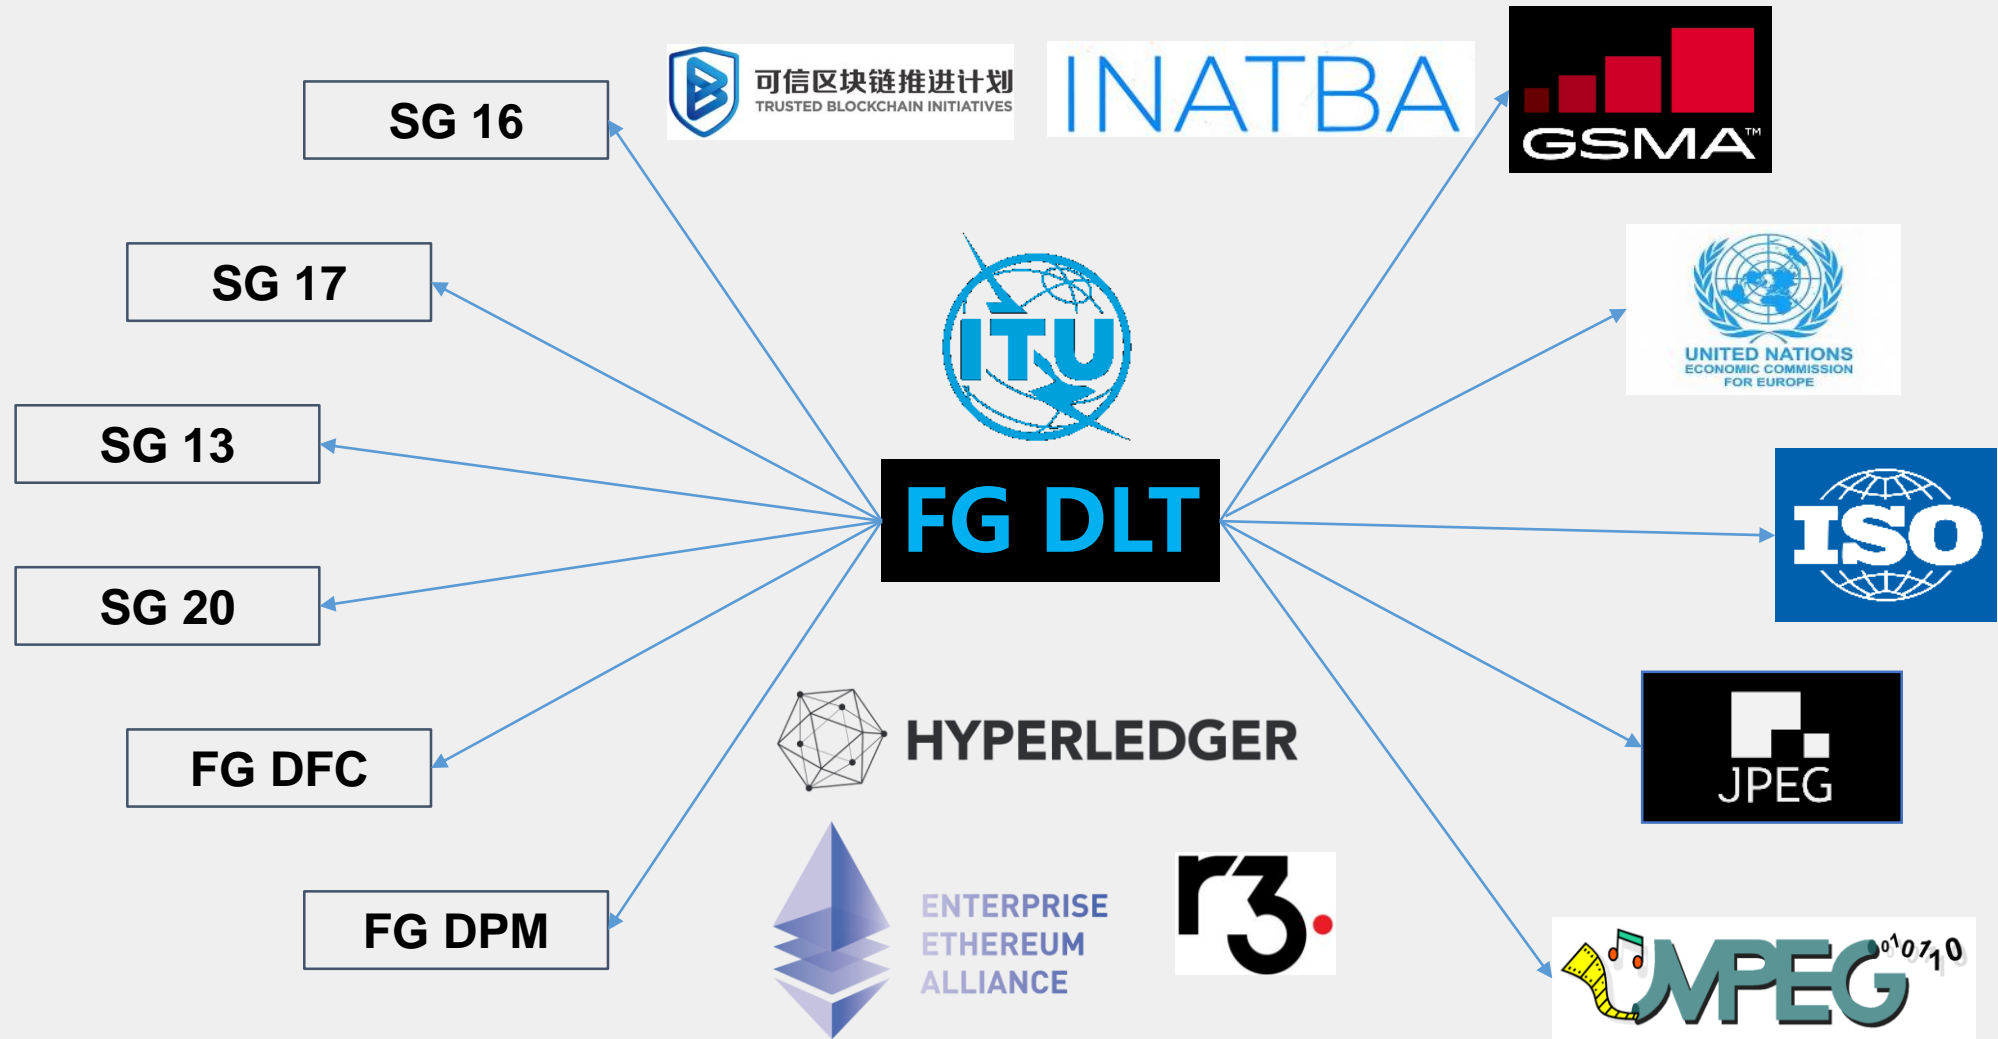 SG 16
可信区块链推进计划
TRUSTED BLOCKCHAIN INITIATIVES
INATBA
GSMA™
SG 17
ITU
UNITED NATIONS
ECONOMIC COMMISSION
FOR EUROPE
SG 13
FG DLT
ISO
SG 20
HYPERLEDGER
FG DFC
JPEG
FG DPM
ENTERPRISE
ETHEREUM
ALLIANCE
r3.
MPEG
010110